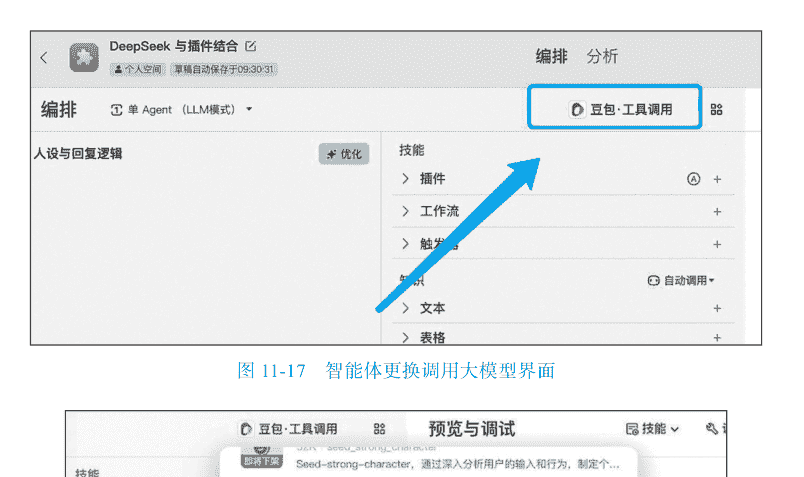 DeepSeek 与插件结合
个人空间 草稿自动保存于09:30:31
编排 分析
编排 单 Agent (LLM模式) 豆包·工具调用
人设与回复逻辑 优化
技能
插件
工作流
触发器
知识 自动调用
文本
表格
图 11-17 智能体更换调用大模型界面
豆包·工具调用 预览与调试 技能
即将下架
Seed-strong-character，通过深入分析用户的输入和行为，制定个...
技能